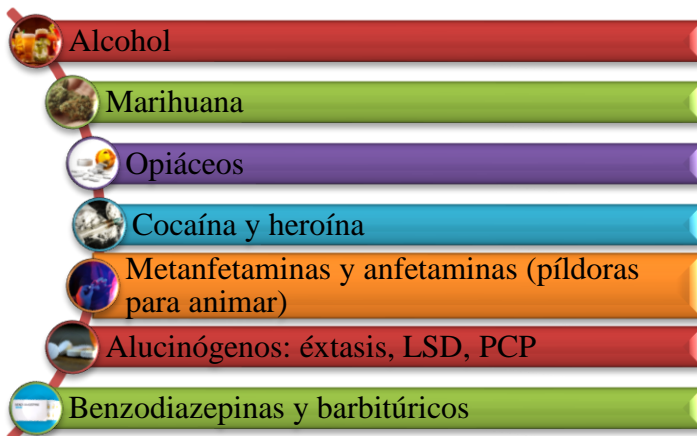 Alcohol
Marihuana
Opiáceos
Cocaína y heroína
Metanfetaminas y anfetaminas (píldoras
para animar)
Alucinógenos: éxtasis, LSD, PCP
Benzodiazepinas y barbitúricos